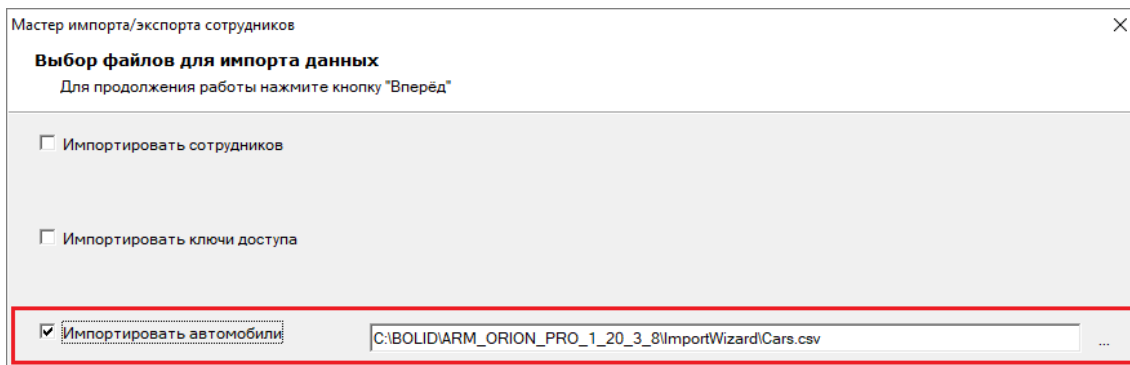 Мастер импорта/экспорта сотрудников
Выбор файлов для импорта данных
Для продолжения работы нажмите кнопку "Вперёд"
Импортировать сотрудников
Импортировать ключи доступа
Импортировать автомобили C:\BOLID\ARM_ORION_PRO_1_20_3_8\ImportWizard\Cars.csv ...